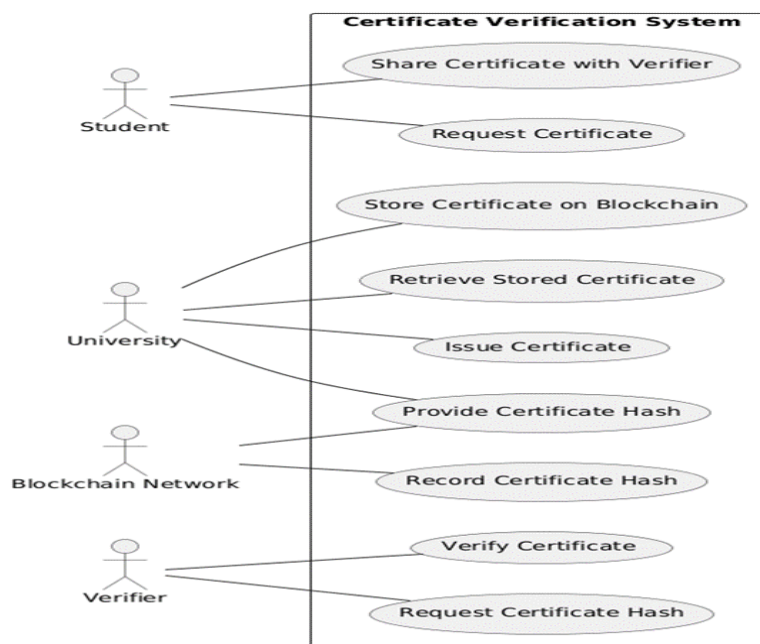 Certificate Verification System
Share Certificate with Verifier
Student
Request Certificate
Store Certificate on Blockchain
Retrieve Stored Certificate
University
Issue Certificate
Provide Certificate Hash
Blockchain Network
Record Certificate Hash
Verify Certificate
Verifier
Request Certificate Hash